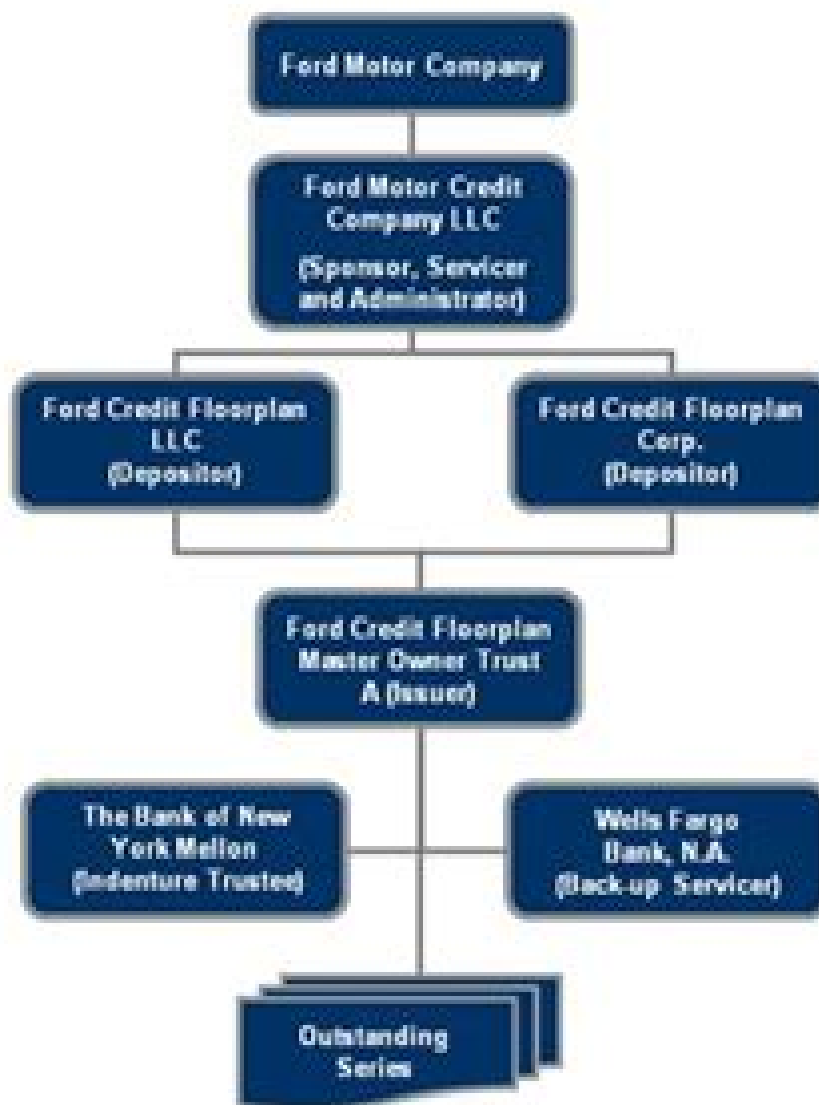 Ford Motor Company
Ford Motor Credit
Company LLC
(Sponsor, Servicer
and Administrator)
Ford Credit Floorplan
LLC
(Depositor)
Ford Credit Floorplan
Corp.
(Depositor)
Ford Credit Floorplan
Master Owner Trust
A (Issuer)
The Bank of New
York Mellon
(Indenture Trustee)
Wells Fargo
Bank, N.A.
(Back-up Servicer)
Outstanding
Series